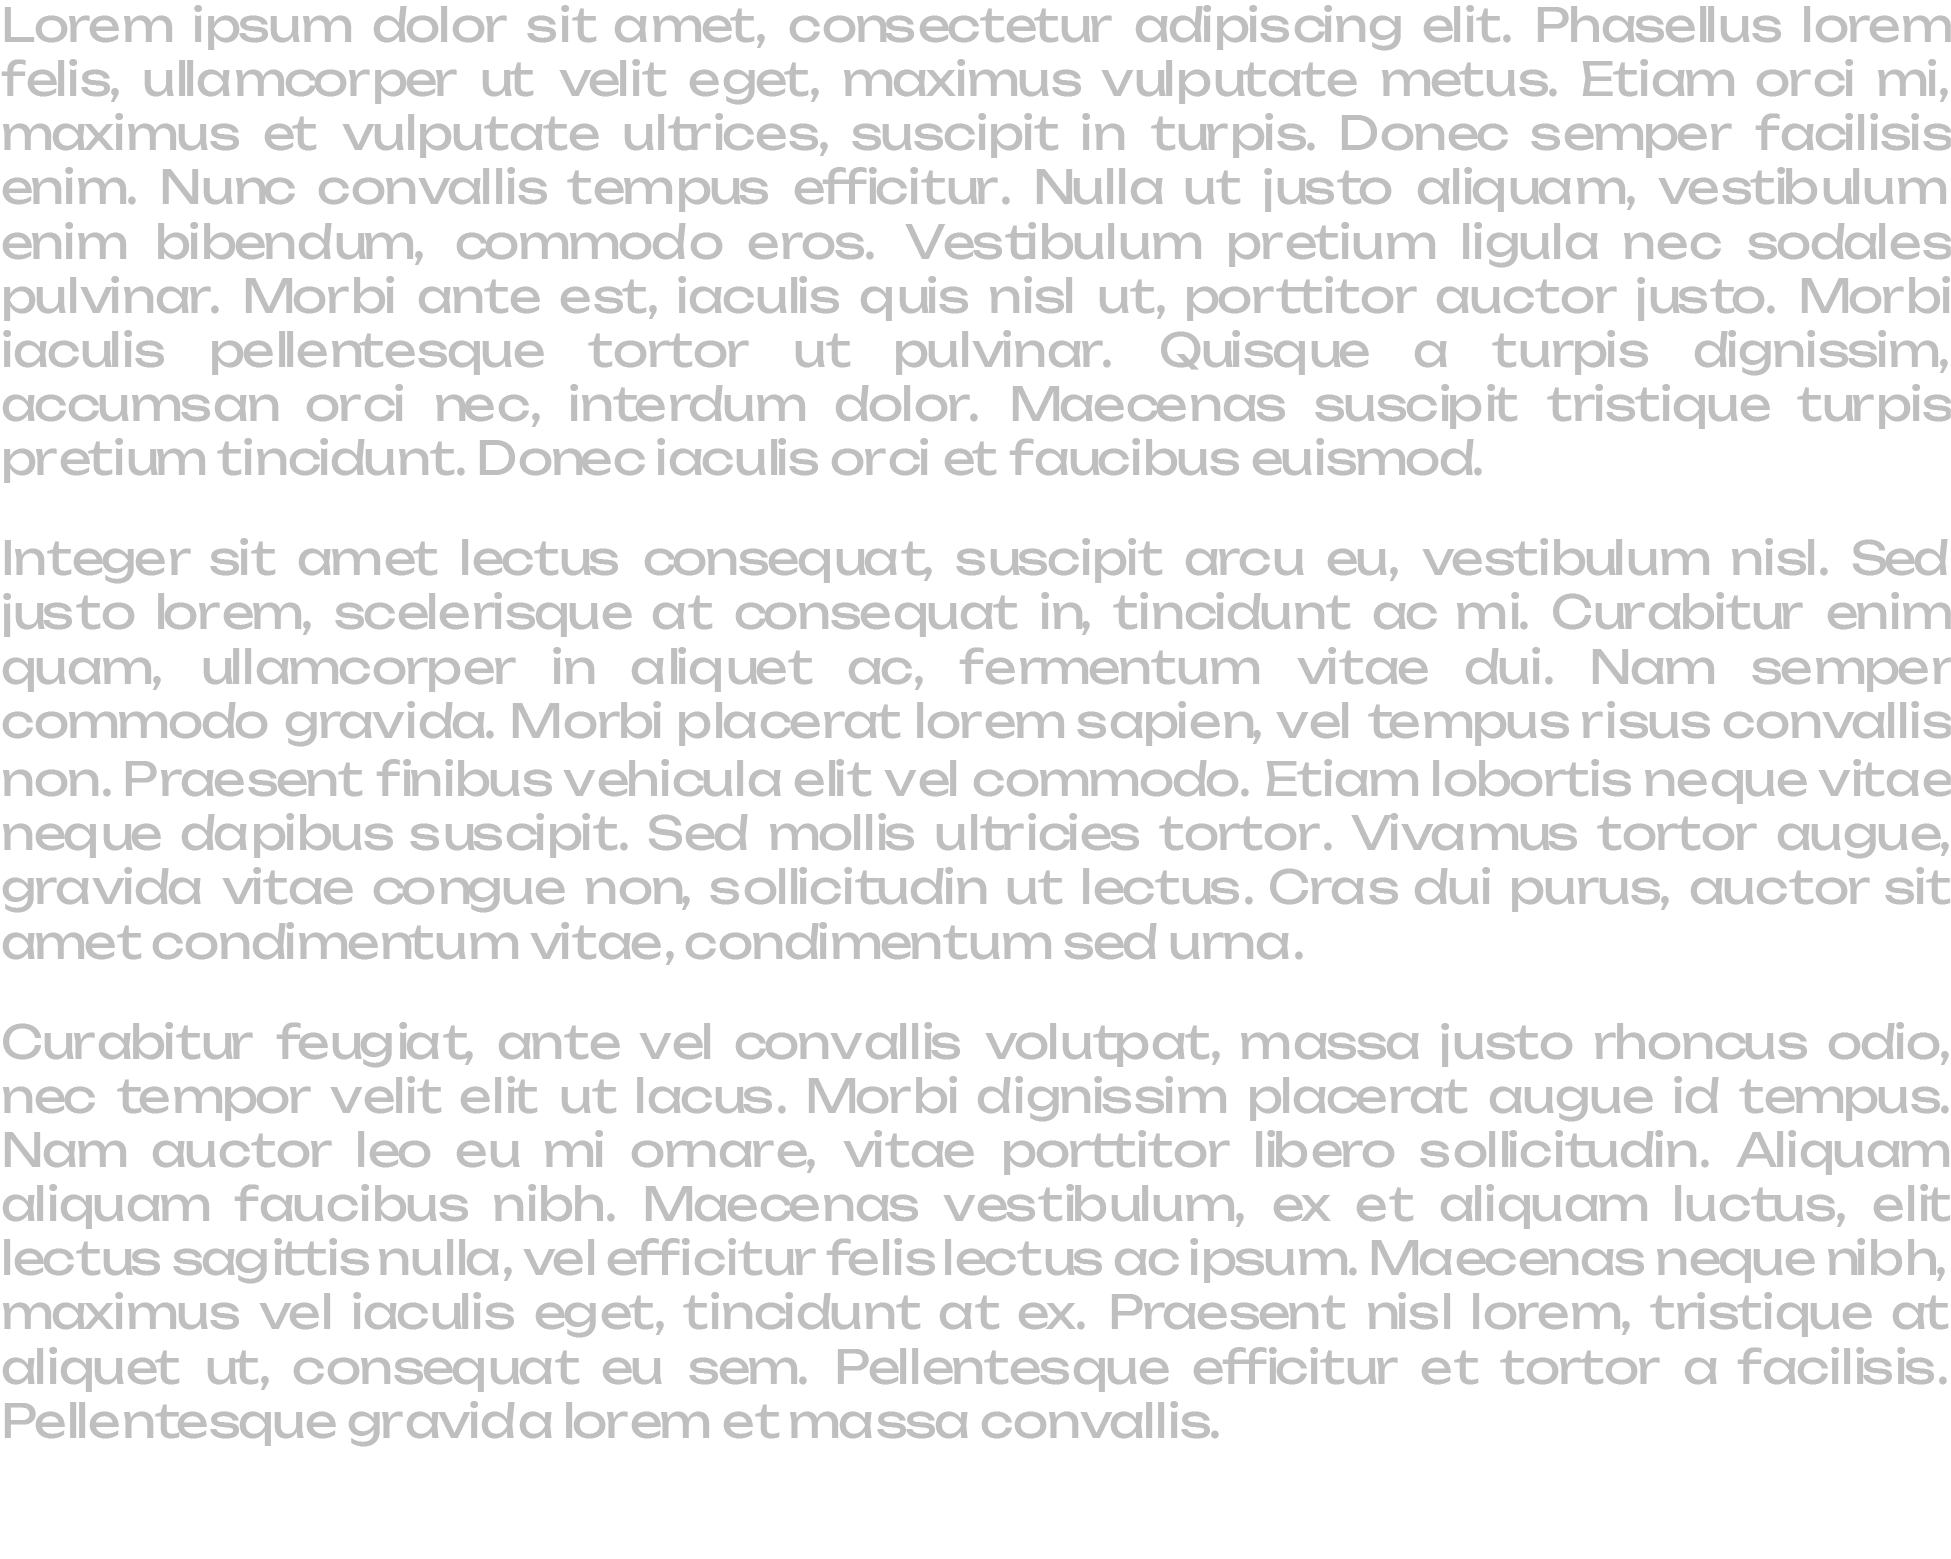 Lorem ipsum dolor sit amet, consectetur adipiscing elit. Phasellus lorem
felis, ullamcorper ut velit eget, maximus vulputate metus. Etiam orci mi,
maximus et vulputate ultrices, suscipit in turpis. Donec semper facilisis
enim. Nunc convallis tempus efficitur. Nulla ut justo aliquam, vestibulum
enim bibendum, commodo eros. Vestibulum pretium ligula nec sodales
pulvinar. Morbi ante est, iaculis quis nisl ut, porttitor auctor justo. Morbi
iaculis pellentesque tortor ut pulvinar. Quisque a turpis dignissim,
accumsan orci nec, interdum dolor. Maecenas suscipit tristique turpis
pretium tincidunt. Donec iaculis orci et faucibus euismod.
Integer sit amet lectus consequat, suscipit arcu eu, vestibulum nisl. Sed
justo lorem, scelerisque at consequat in, tincidunt ac mi. Curabitur enim
quam, ullamcorper in aliquet ac, fermentum vitae dui. Nam semper
commodo gravida. Morbi placerat lorem sapien, vel tempus risus convallis
non. Praesent finibus vehicula elit vel commodo. Etiam lobortis neque vitae
neque dapibus suscipit. Sed mollis ultricies tortor. Vivamus tortor augue,
gravida vitae congue non, sollicitudin ut lectus. Cras dui purus, auctor sit
amet condimentum vitae, condimentum sed urna.
Curabitur feugiat, ante vel convallis volutpat, massa justo rhoncus odio,
nec tempor velit elit ut lacus. Morbi dignissim placerat augue id tempus.
Nam auctor leo eu mi ornare, vitae porttitor libero sollicitudin. Aliquam
aliquam faucibus nibh. Maecenas vestibulum, ex et aliquam luctus, elit
lectus sagittis nulla, vel efficitur felis lectus ac ipsum. Maecenas neque nibh,
maximus vel iaculis eget, tincidunt at ex. Praesent nisl lorem, tristique at
aliquet ut, consequat eu sem. Pellentesque efficitur et tortor a facilisis.
Pellentesque gravida lorem et massa convallis.